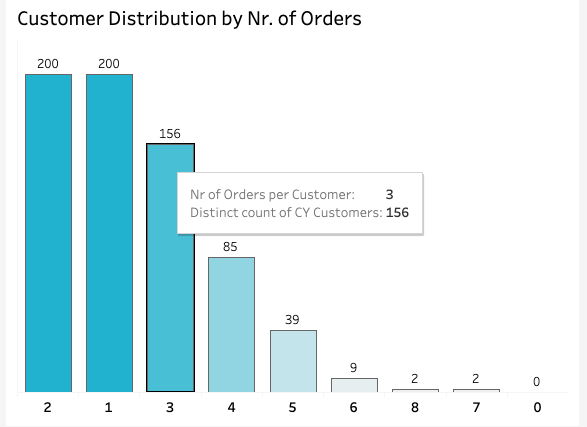 Customer Distribution by Nr. of Orders
200 200
156
Nr of Orders per Customer: 3
Distinct count of CY Customers: 156
85
39
9
2 2 0
2 1 3 4 5 6 8 7 0